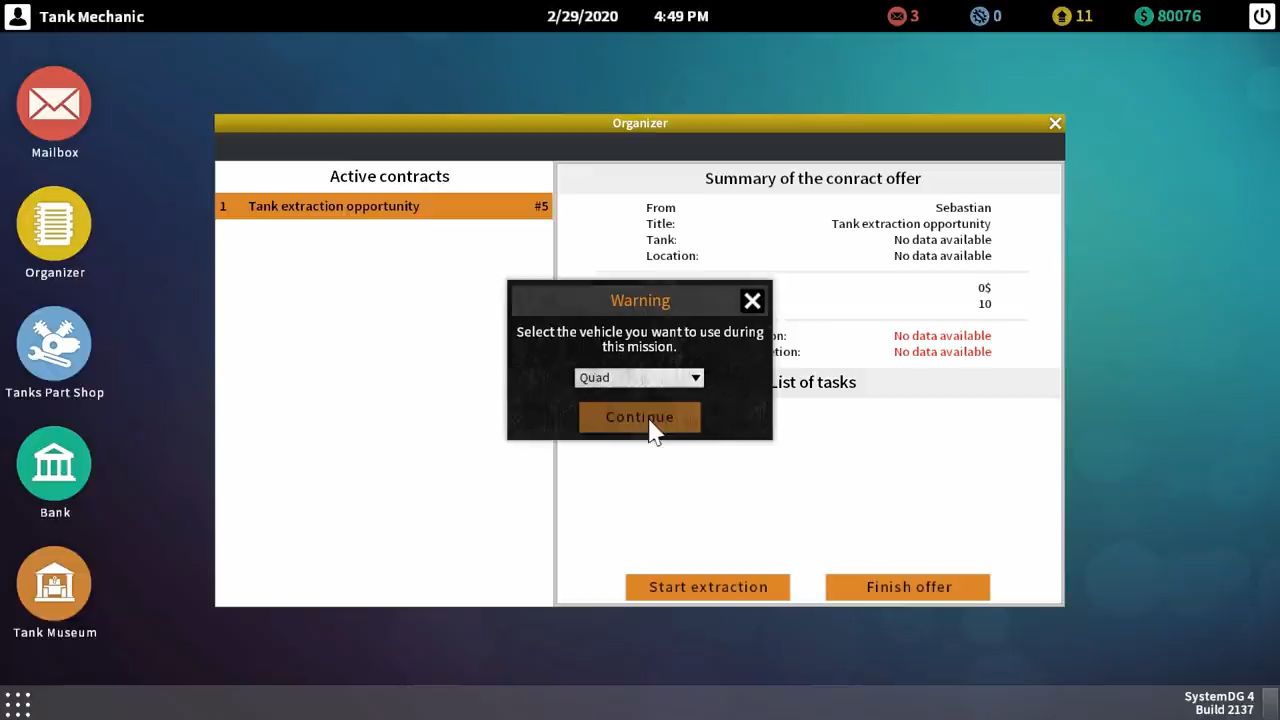 Tank Mechanic
2/29/2020
4:49 PM
3
0
11
$ 80076
Mailbox
Organizer
Tanks Part Shop
Bank
Tank Museum
Organizer
Active contracts
1 Tank extraction opportunity #5
Summary of the conract offer
From Sebastian
Title: Tank extraction opportunity
Tank: No data available
Location: No data available
0$
10
on: No data available
etion: No data available
List of tasks
Start extraction
Finish offer
Warning
Select the vehicle you want to use during
this mission.
Quad
Continue
SystemDG 4
Build 2137